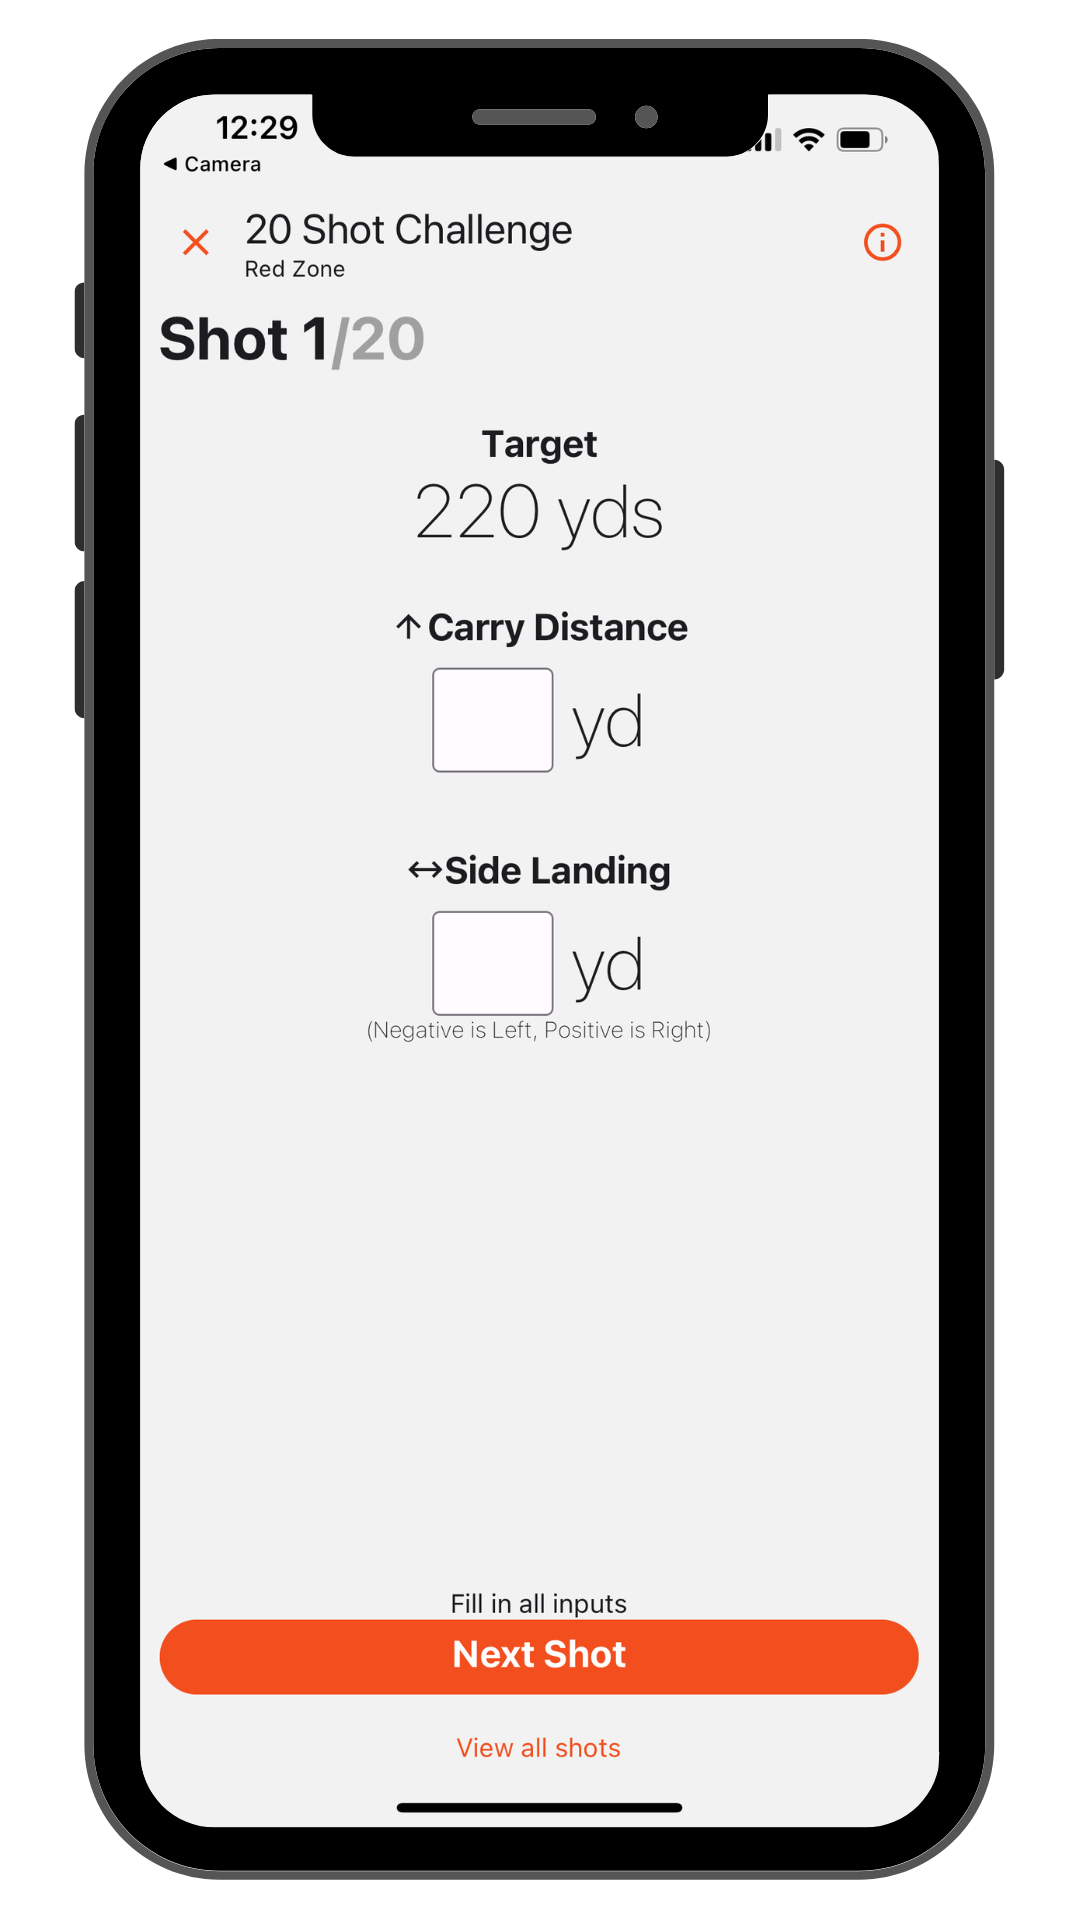 12:29
Camera
20 Shot Challenge
Red Zone
Shot 1/20
Target
220 yds
↑Carry Distance
yd
↔Side Landing
yd
(Negative is Left, Positive is Right)
Fill in all inputs
Next Shot
View all shots